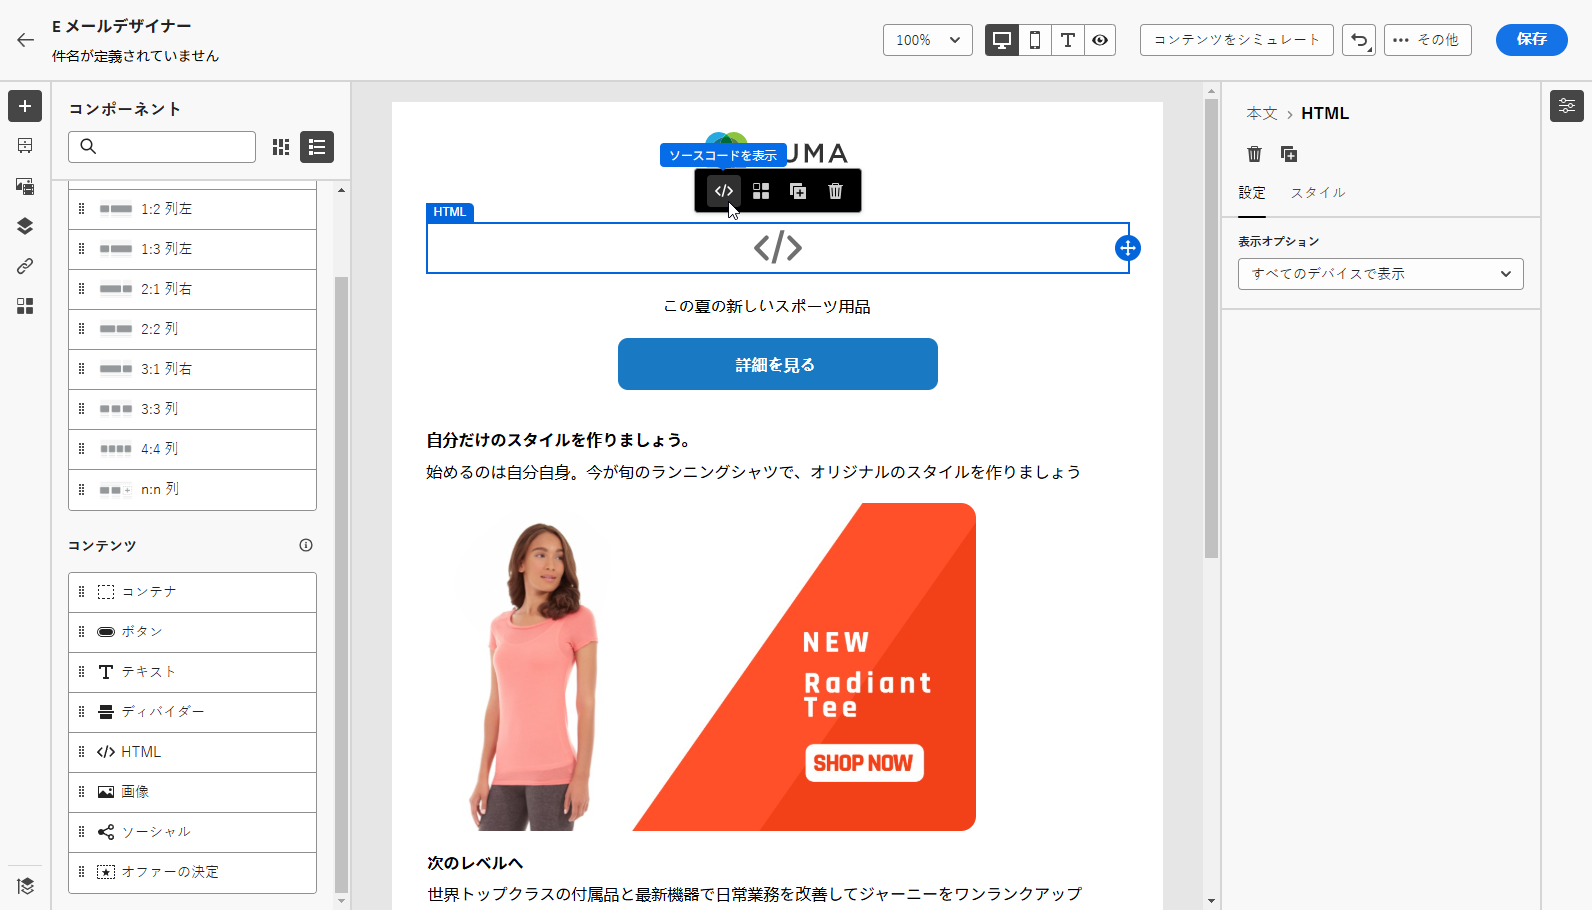 E メールデザイナー
件名が定義されていません
100%
コンテンツをシミュレート
その他
保存
コンポーネント
1:2 列左
1:3 列左
2:1 列右
2:2 列
3:1 列右
3:3 列
4:4 列
n:n 列
コンテンツ
コンテナ
ボタン
テキスト
ディバイダー
HTML
画像
ソーシャル
オファーの決定
ソースコードを表示
UMA
HTML
この夏の新しいスポーツ用品
詳細を見る
自分だけのスタイルを作りましょう。
始めるのは自分自身。今が旬のランニングシャツで、オリジナルのスタイルを作りましょう
NEW
Radiant
Tee
SHOP NOW
次のレベルへ
世界トップクラスの付属品と最新機器で日常業務を改善してジャーニーをワンランクアップ
本文 › HTML
設定
スタイル
表示オプション
すべてのデバイスで表示